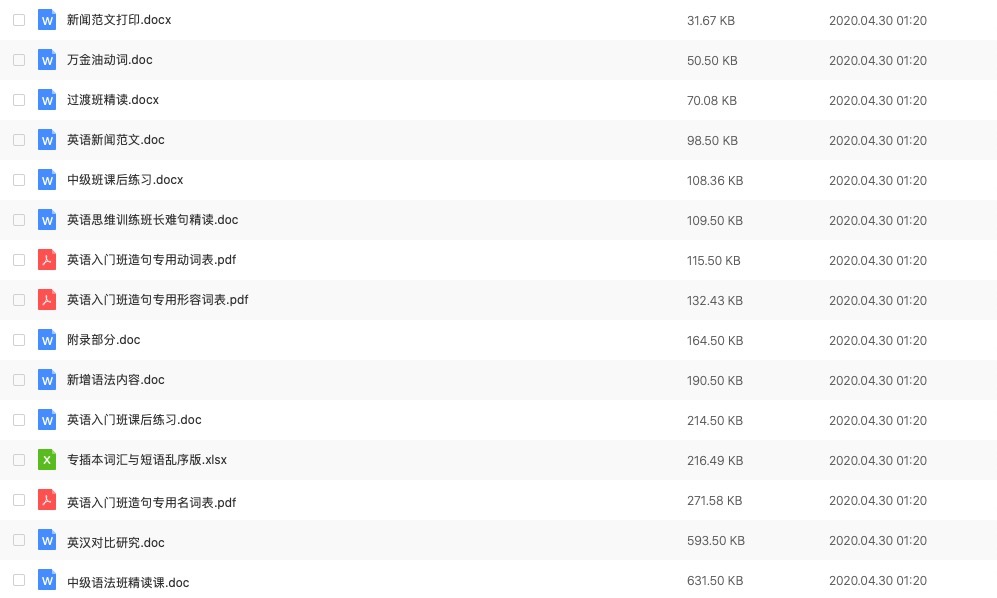 新闻范文打印.docx 31.67 KB 2020.04.30 01:20
万金油动词.doc 50.50 KB 2020.04.30 01:20
过渡班精读.docx 70.08 KB 2020.04.30 01:20
英语新闻范文.doc 98.50 KB 2020.04.30 01:20
中级班课后练习.docx 108.36 KB 2020.04.30 01:20
英语思维训练班长难句精读.doc 109.50 KB 2020.04.30 01:20
英语入门班造句专用动词表.pdf 115.50 KB 2020.04.30 01:20
英语入门班造句专用形容词表.pdf 132.43 KB 2020.04.30 01:20
附录部分.doc 164.50 KB 2020.04.30 01:20
新增语法内容.doc 190.50 KB 2020.04.30 01:20
英语入门班课后练习.doc 214.50 KB 2020.04.30 01:20
专插本词汇与短语乱序版.xlsx 216.49 KB 2020.04.30 01:20
英语入门班造句专用名词表.pdf 271.58 KB 2020.04.30 01:20
英汉对比研究.doc 593.50 KB 2020.04.30 01:20
中级语法班精读课.doc 631.50 KB 2020.04.30 01:20